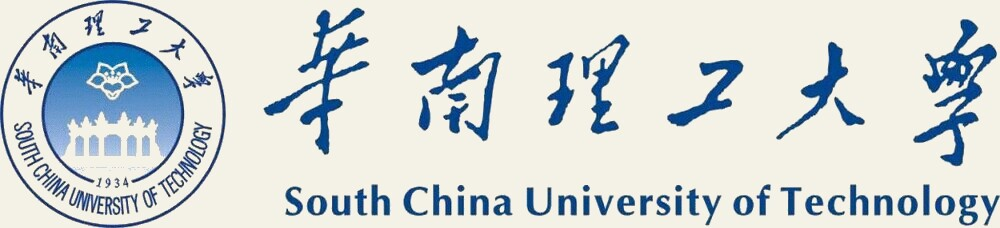 華南理工大學
SOUTH CHINA UNIVERSITY OF TECHNOLOGY
1934
華南理工大學
South China University of Technology